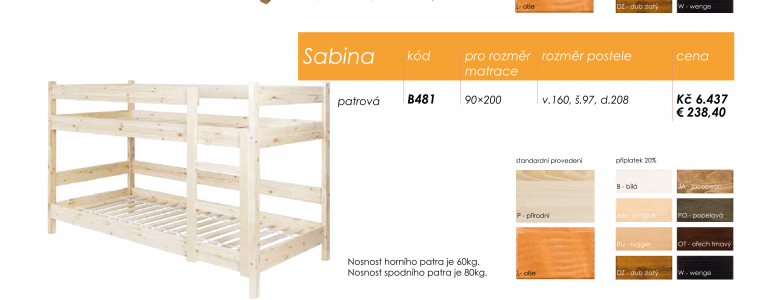 L - olše DZ - dub zlatý W - wenge
Sabina kód pro rozměr matrace rozměr postele cena
patrová B481 90×200 v.160, š.97, d.208 Kč 6.437
€ 238,40
standardní provedení příplatek 20%
B - bílá JA - jacobean
P - přírodní
AN - antique PO - popelavá
RU - rugger OT - ořech tmavý
L - olše DZ - dub zlatý W - wenge
Nosnost horního patra je 60kg.
Nosnost spodního patra je 80kg.